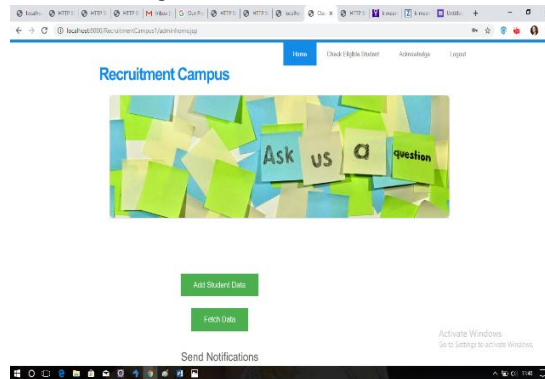 localhost:8080/RecruitmentCampus1/adminhome.jsp
Home Check Eligible Student Acknowledge Logout
Recruitment Campus
Ask us a question
Add Student Data
Fetch Data
Send Notifications
Activate Windows
Go to Settings to activate Windows.